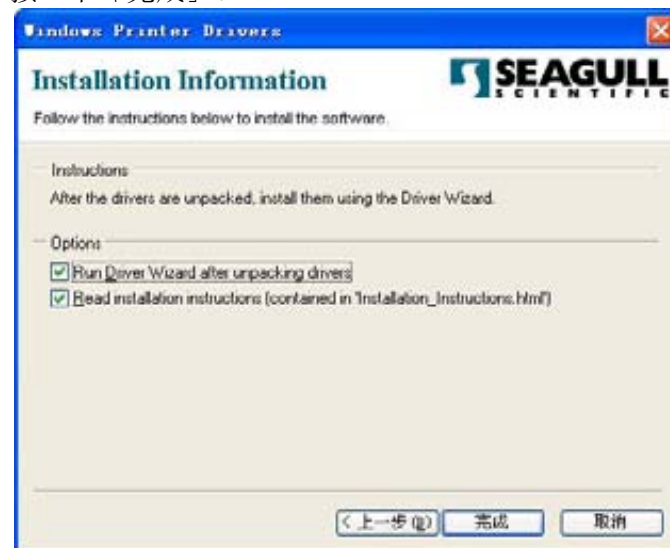 Windows Printer Drivers
Installation Information
SEAGULL
SCIENTIFIC
Follow the instructions below to install the software.
Instructions
After the drivers are unpacked, install them using the Driver Wizard.
Options
Run Driver Wizard after unpacking drivers
Read installation instructions (contained in 'Installation_Instructions.html')
< 上一步(B)
完成
取消